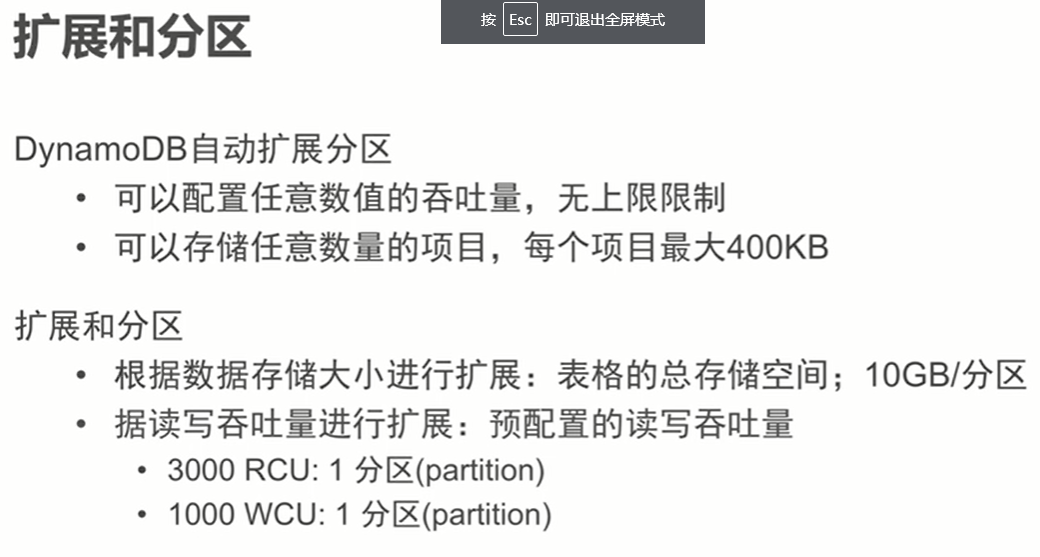 扩展和分区
按 Esc 即可退出全屏模式
DynamoDB自动扩展分区
• 可以配置任意数值的吞吐量，无上限限制
• 可以存储任意数量的项目，每个项目最大400KB
扩展和分区
• 根据数据存储大小进行扩展：表格的总存储空间；10GB/分区
• 据读写吞吐量进行扩展：预配置的读写吞吐量
• 3000 RCU: 1 分区(partition)
• 1000 WCU: 1 分区(partition)